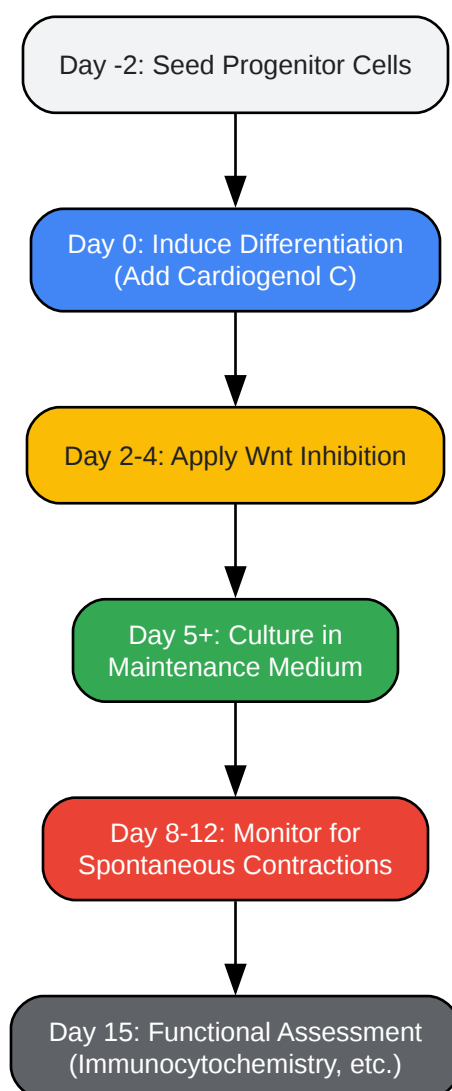 Day -2: Seed Progenitor Cells
Day 0: Induce Differentiation
(Add Cardiogenol C)
Day 2-4: Apply Wnt Inhibition
Day 5+: Culture in
Maintenance Medium
Day 8-12: Monitor for
Spontaneous Contractions
Day 15: Functional Assessment
(Immunocytochemistry, etc.)